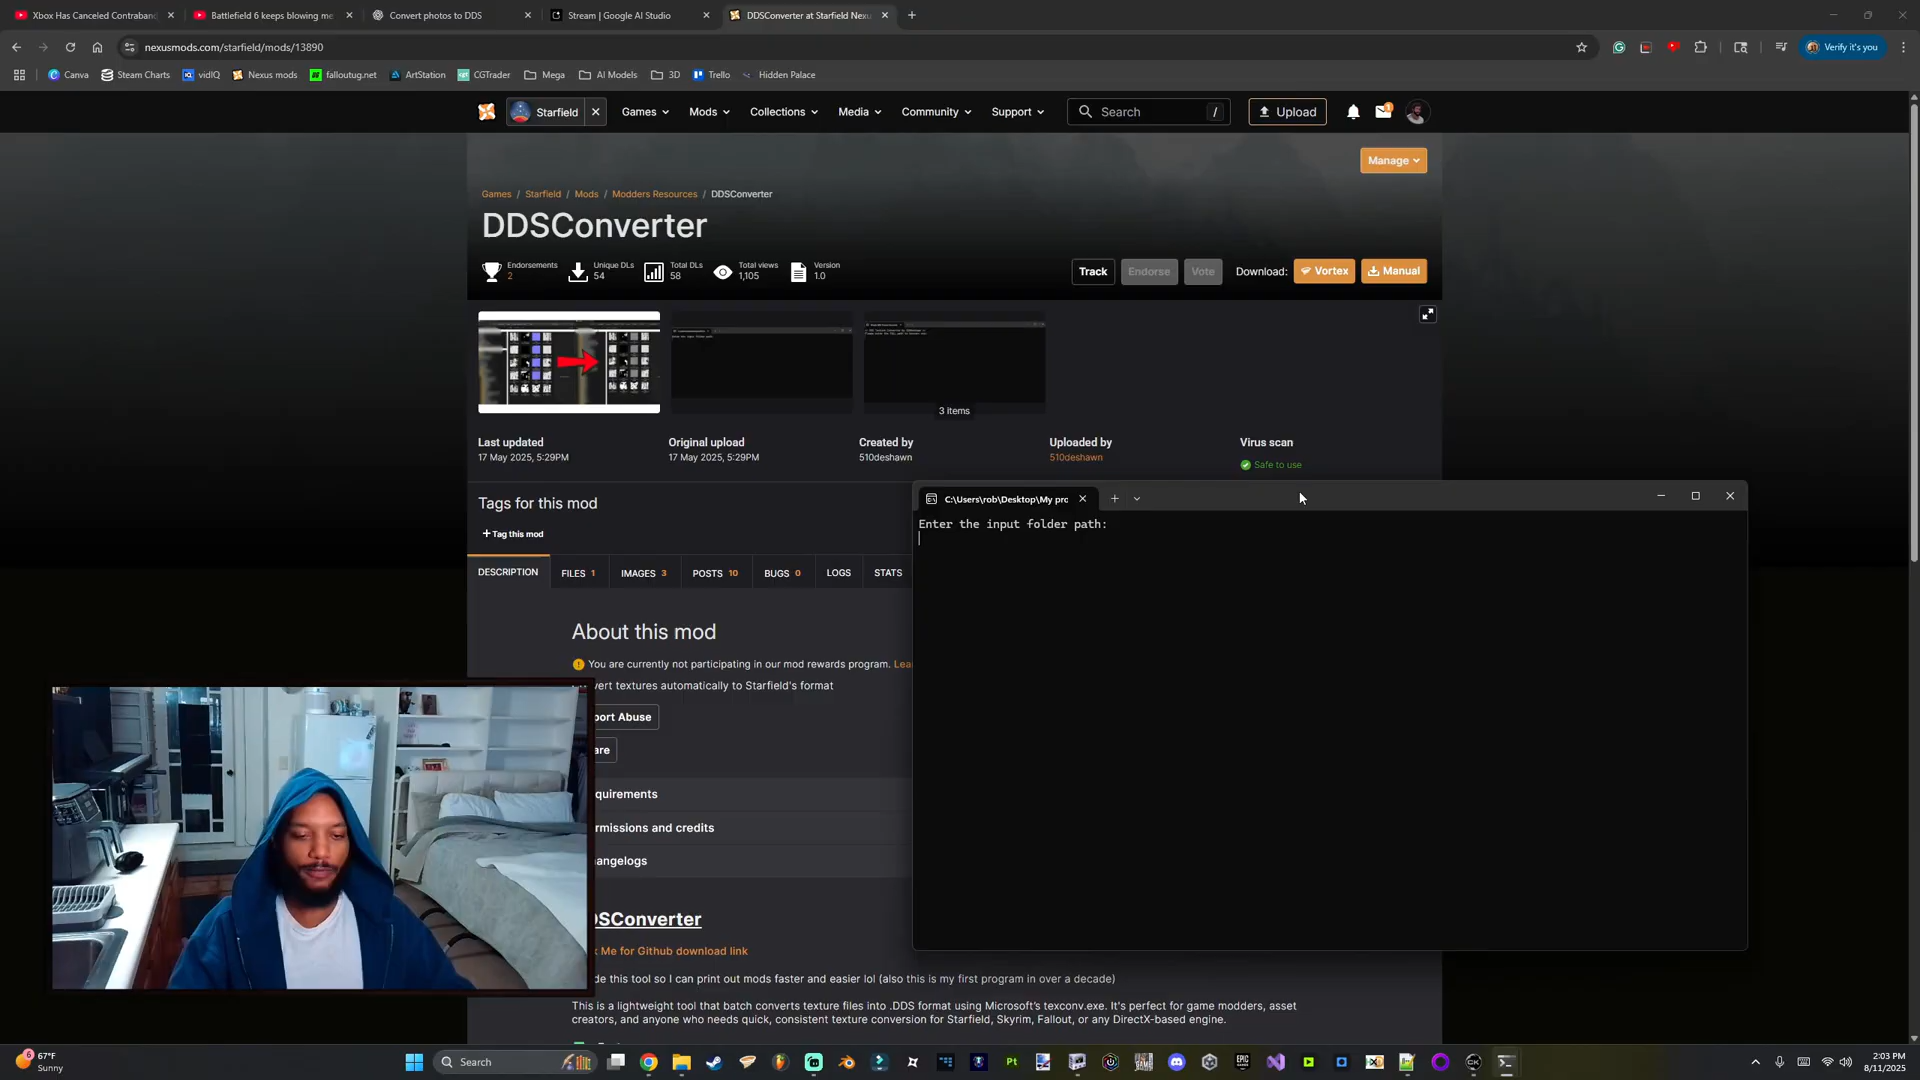 Xbox Has Canceled Contraband
Battlefield 6 keeps blowing me
Convert photos to DDS
Stream | Google AI Studio
DDSConverter at Starfield Nexu
nexusmods.com/starfield/mods/13890
Verify it's you
Canva
Steam Charts
vidIQ
Nexus mods
falloutug.net
ArtStation
CGTrader
Mega
AI Models
3D
Trello
Hidden Palace
Starfield
Games
Mods
Collections
Media
Community
Support
Search
/
Upload
1
Manage
Games / Starfield / Mods / Modders Resources / DDSConverter
DDSConverter
Endorsements
2
Unique DLs
54
Total DLs
58
Total views
1,105
Version
1.0
Track
Endorse
Vote
Download:
Vortex
Manual
3 items
Last updated
17 May 2025, 5:29PM
Original upload
17 May 2025, 5:29PM
Created by
510deshawn
Uploaded by
510deshawn
Virus scan
Safe to use
Tags for this mod
Tag this mod
C:\Users\rob\Desktop\My pro
Enter the input folder path:
DESCRIPTION
FILES 1
IMAGES 3
POSTS 10
BUGS 0
LOGS
STATS
About this mod
You are currently not participating in our mod rewards program. Lea
vert textures automatically to Starfield's format
port Abuse
are
quirements
rmissions and credits
angelogs
DSConverter
k Me for Github download link
de this tool so I can print out mods faster and easier lol (also this is my first program in over a decade)
This is a lightweight tool that batch converts texture files into .DDS format using Microsoft's texconv.exe. It's perfect for game modders, asset
creators, and anyone who needs quick, consistent texture conversion for Starfield, Skyrim, Fallout, or any DirectX-based engine.
6
67°F
Sunny
Search
2:03 PM
8/11/2025